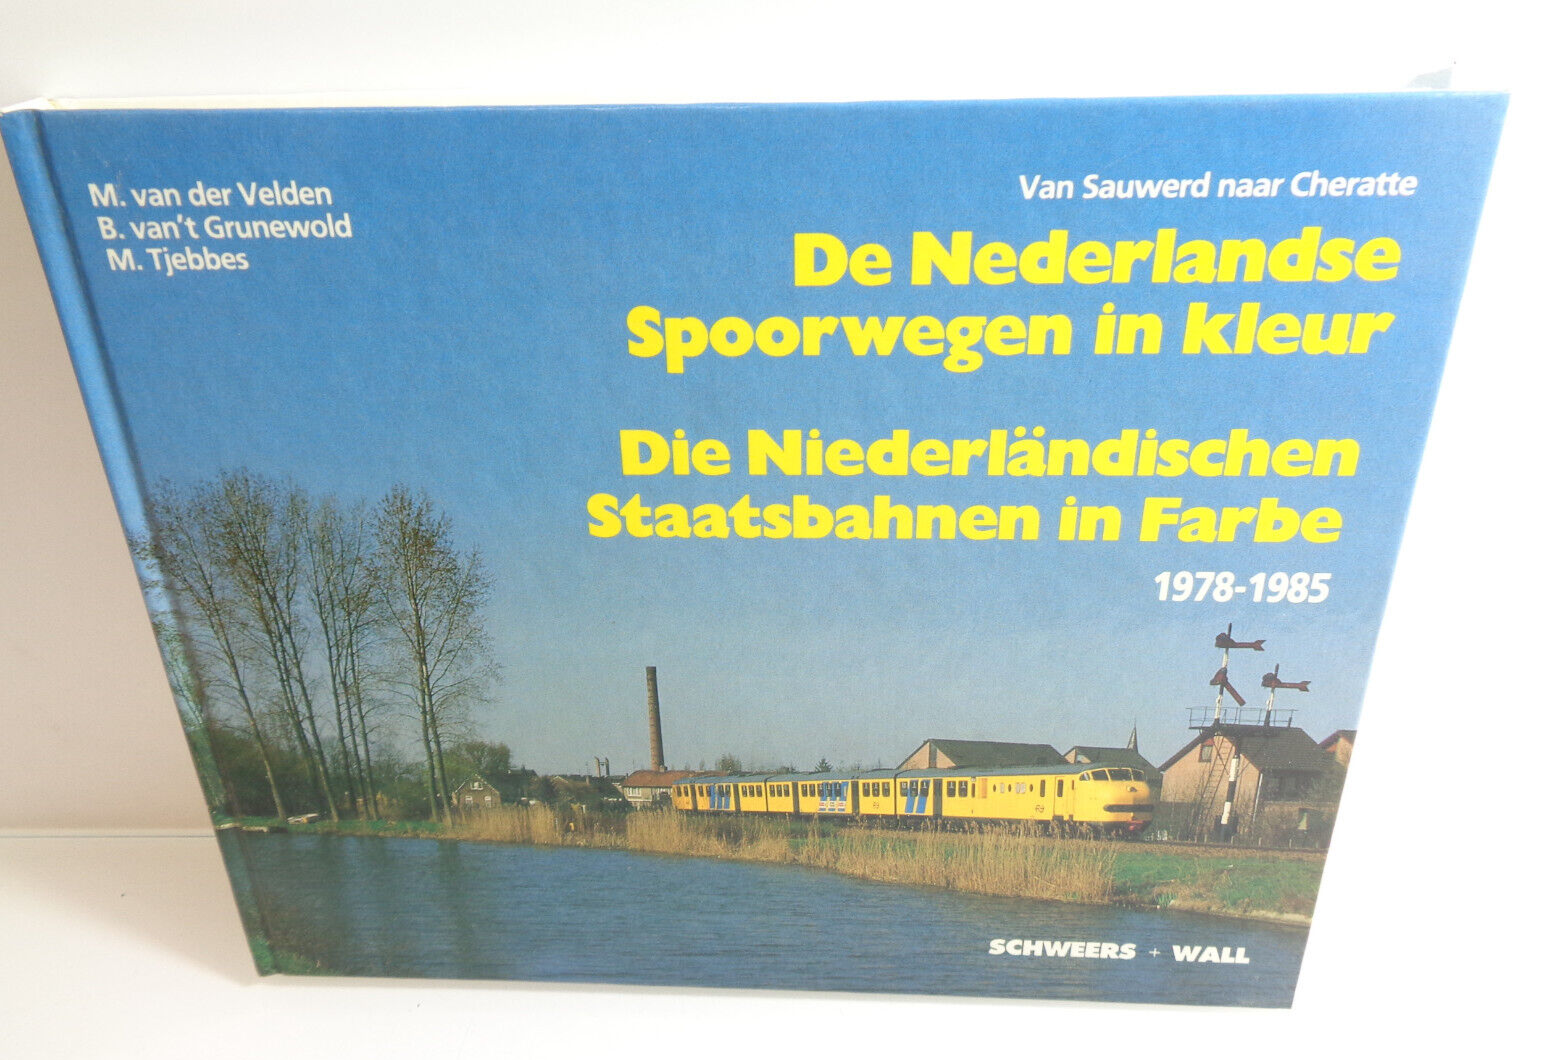 M. van der Velden
B. van't Grunewold
M. Tjebbes
Van Sauwerd naar Cheratte
De Nederlandse
Spoorwegen in kleur
Die Niederländischen
Staatsbahnen in Farbe
1978-1985
SCHWEERS + WALL